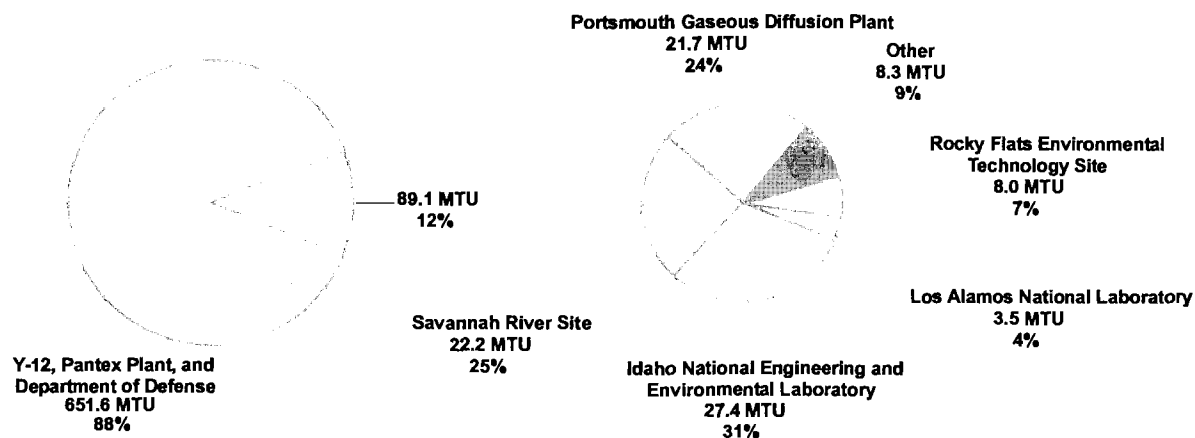 Portsmouth Gaseous Diffusion Plant
21.7 MTU
24%
Other
8.3 MTU
9%
Rocky Flats Environmental
Technology Site
8.0 MTU
7%
89.1 MTU
12%
Los Alamos National Laboratory
3.5 MTU
4%
Savannah River Site
22.2 MTU
25%
Y-12, Pantex Plant, and
Department of Defense
651.6 MTU
88%
Idaho National Engineering and
Environmental Laboratory
27.4 MTU
31%